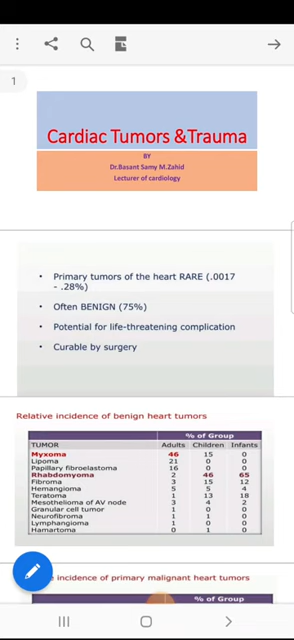 1
Cardiac Tumors &Trauma
BY
Dr.Basant Samy M.Zahid
Lecturer of cardiology
• Primary tumors of the heart RARE (.0017
- .28%)
• Often BENIGN (75%)
• Potential for life-threatening complication
• Curable by surgery
Relative incidence of benign heart tumors
% of Group
TUMOR Adults Children Infants
Myxoma 46 15 0
Lipoma 21 0 0
Papillary fibroelastoma 16 0 0
Rhabdomyoma 2 46 65
Fibroma 3 15 12
Hemangioma 5 5 4
Teratoma 1 13 18
Mesothelioma of AV node 3 4 2
Granular cell tumor 1 0 0
Neurofibroma 1 1 0
Lymphangioma 1 0 0
Hamartoma 0 1 0
incidence of primary malignant heart tumors
% of Group